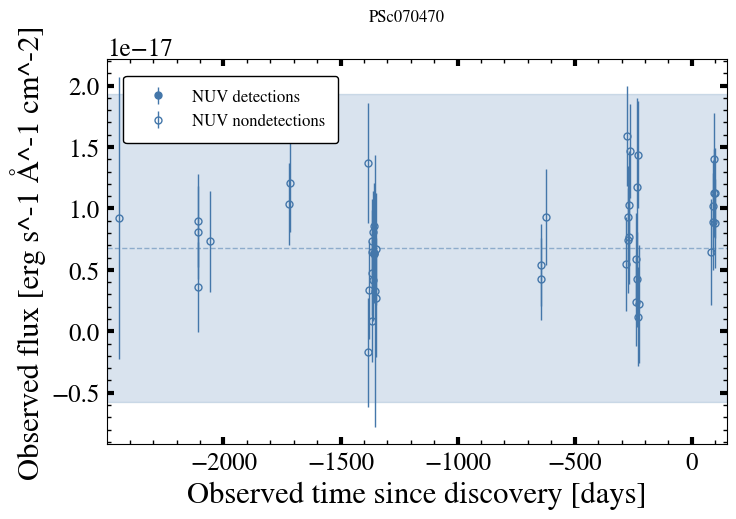 PSc070470
1e−17
NUV detections
NUV nondetections
2.0
1.5
1.0
0.5
0.0
−0.5
Observed flux [erg s^-1 Å^-1 cm^-2]
−2000 −1500 −1000 −500 0
Observed time since discovery [days]